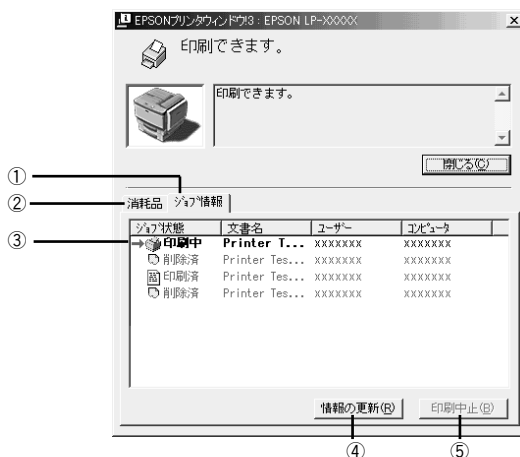 EPSONプリンタウィンドウ!3 : EPSON LP-XXXXX
印刷できます。
印刷できます。
閉じる(C)
①
② 消耗品 ジョブ情報
ジョブ状態 文書名 ユーザー コンピュータ
③ 印刷中 Printer T... XXXXXXX XXXXXXX
削除済 Printer Tes... XXXXXXX XXXXXXX
印刷済 Printer Tes... XXXXXXX XXXXXXX
削除済 Printer Tes... XXXXXXX XXXXXXX
情報の更新(R) 印刷中止(B)
④ ⑤